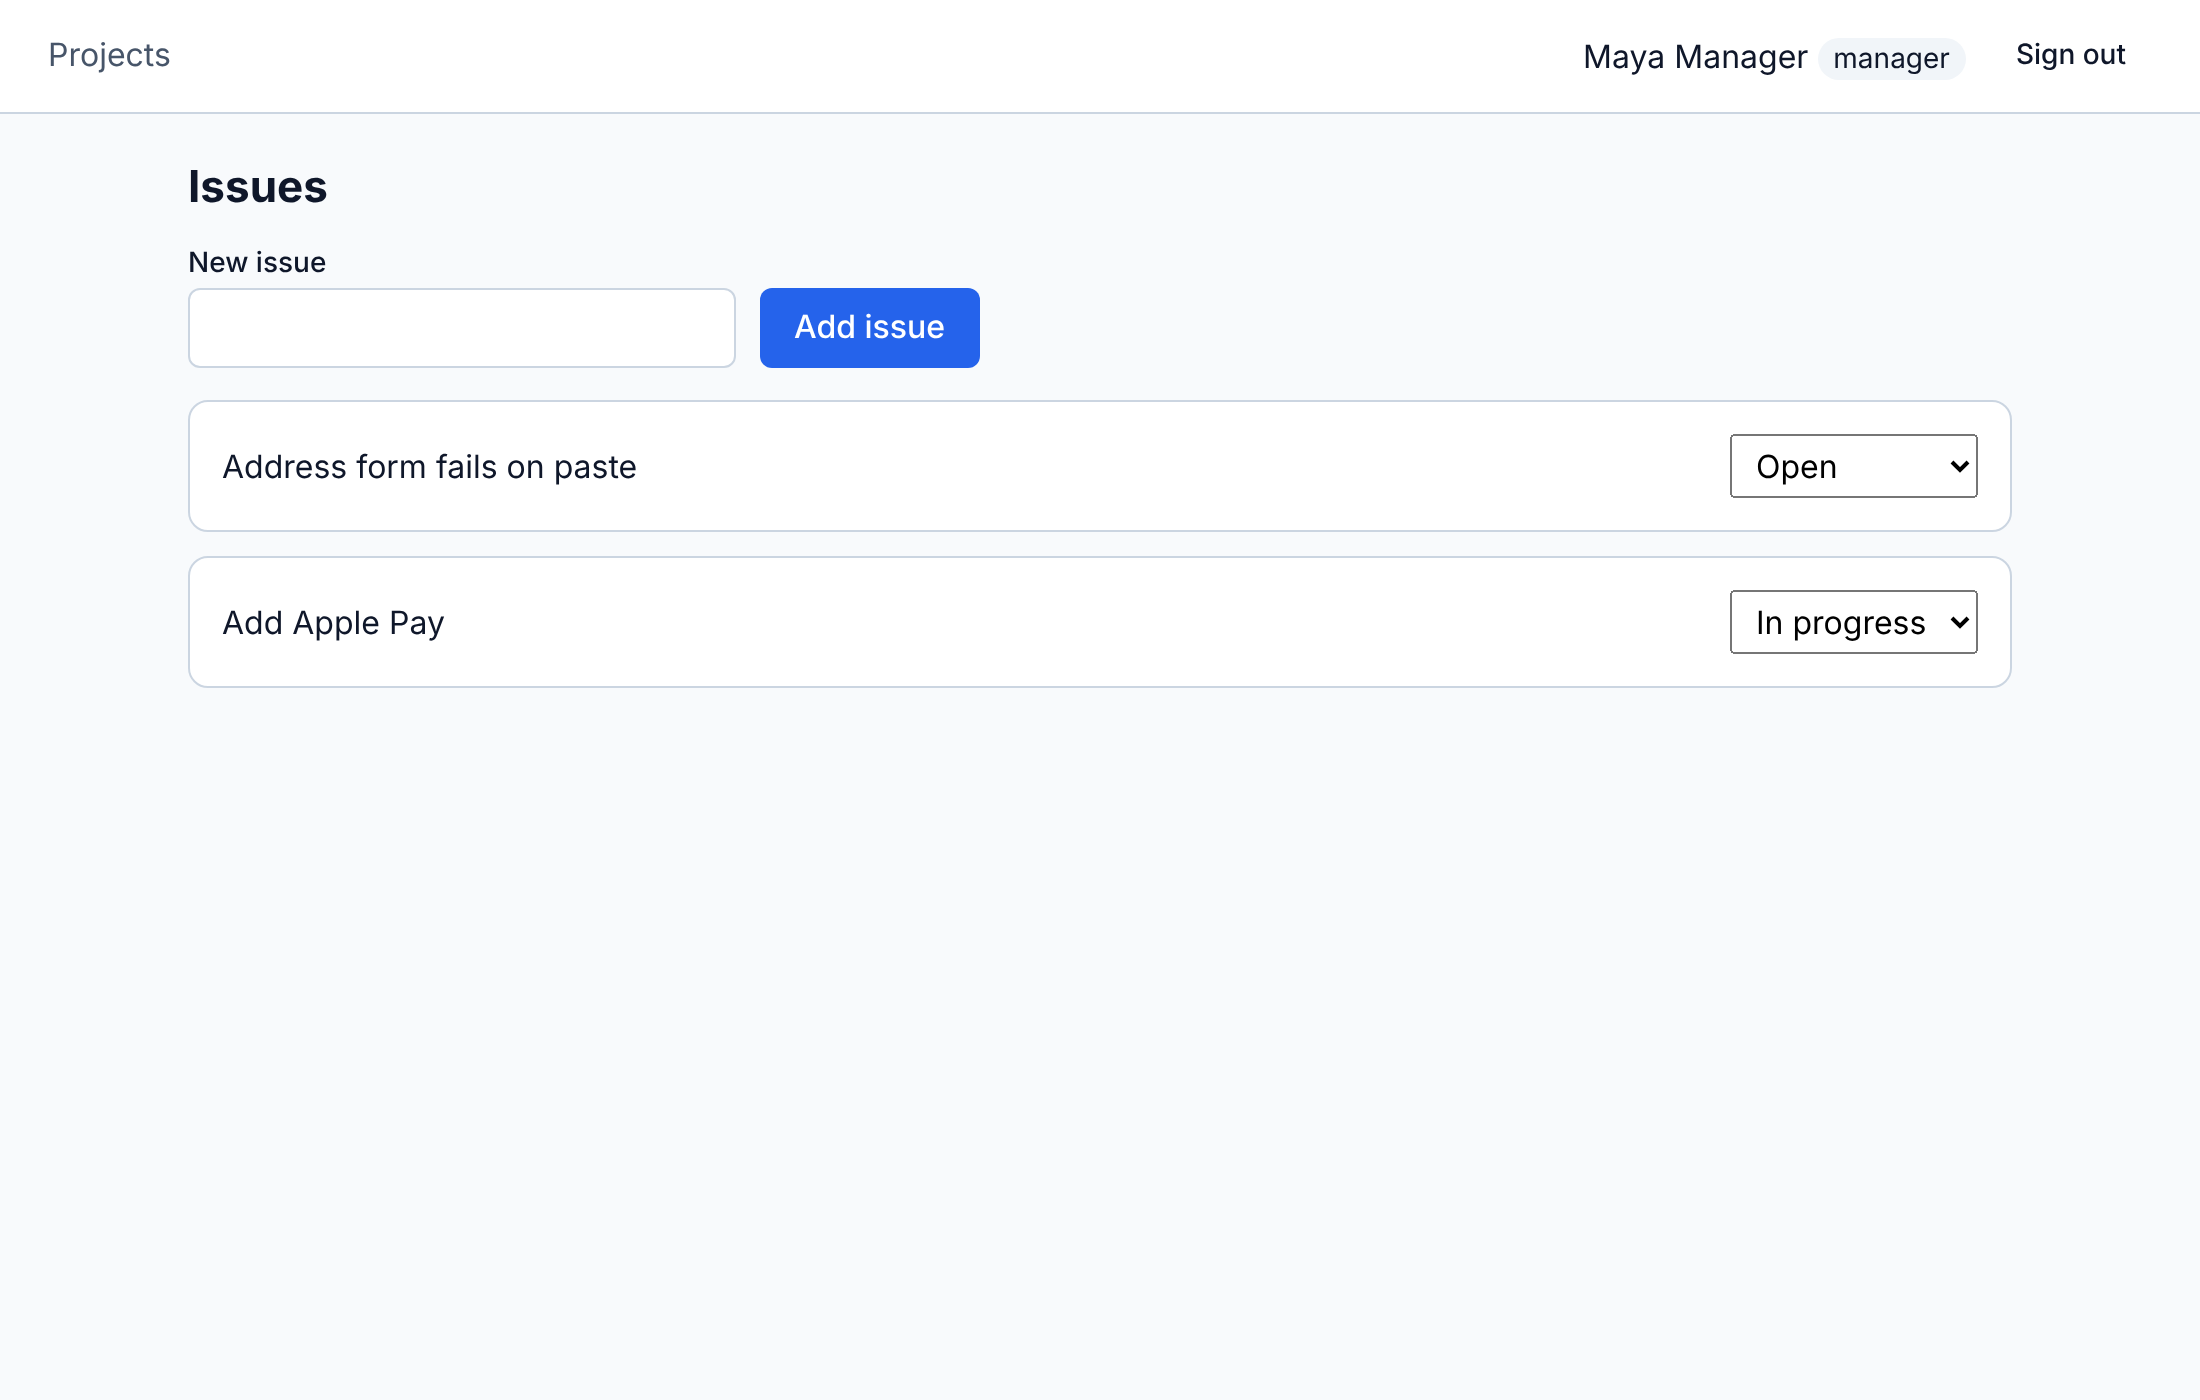 Projects
Maya Manager manager Sign out
Issues
New issue
Add issue
Address form fails on paste Open
Add Apple Pay In progress